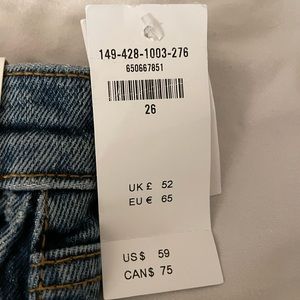 149-428-1003-276
650667851
26
UK £ 52
EU € 65
US $ 59
CAN $ 75